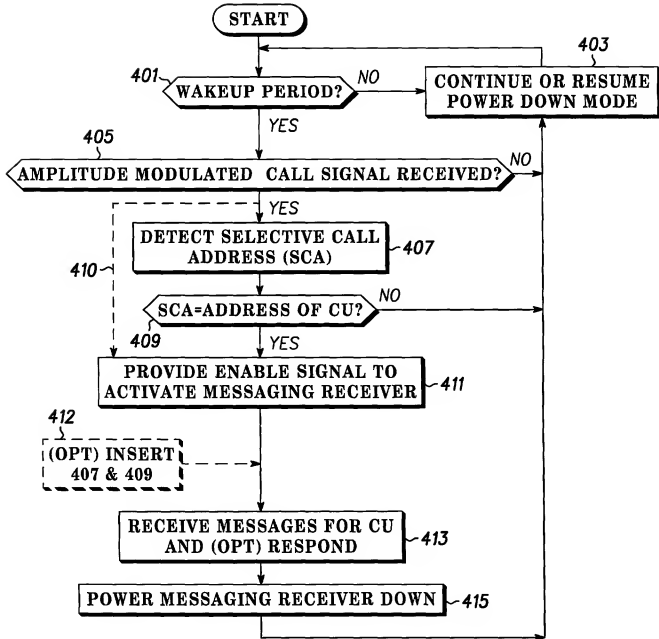 START
403
401
WAKEUP PERIOD?
NO
CONTINUE OR RESUME
POWER DOWN MODE
YES
405
AMPLITUDE MODULATED CALL SIGNAL RECEIVED?
NO
YES
DETECT SELECTIVE CALL
ADDRESS (SCA)
407
410
SCA=ADDRESS OF CU?
NO
409
YES
PROVIDE ENABLE SIGNAL TO
ACTIVATE MESSAGING RECEIVER
411
412
(OPT) INSERT
407 & 409
RECEIVE MESSAGES FOR CU
AND (OPT) RESPOND
413
POWER MESSAGING RECEIVER DOWN
415